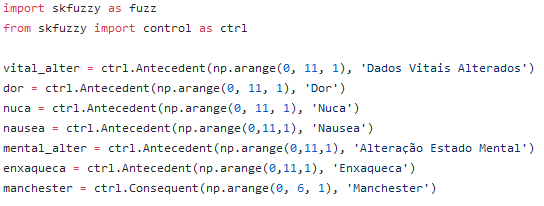 import skfuzzy as fuzz
from skfuzzy import control as ctrl
vital_alter = ctrl.Antecedent(np.arange(0, 11, 1), 'Dados Vitais Alterados')
dor = ctrl.Antecedent(np.arange(0, 11, 1), 'Dor')
nuca = ctrl.Antecedent(np.arange(0, 11, 1), 'Nuca')
nausea = ctrl.Antecedent(np.arange(0,11,1), 'Nausea')
mental_alter = ctrl.Antecedent(np.arange(0,11,1), 'Alteração Estado Mental')
enxaqueca = ctrl.Antecedent(np.arange(0,11,1), 'Enxaqueca')
manchester = ctrl.Consequent(np.arange(0, 6, 1), 'Manchester')